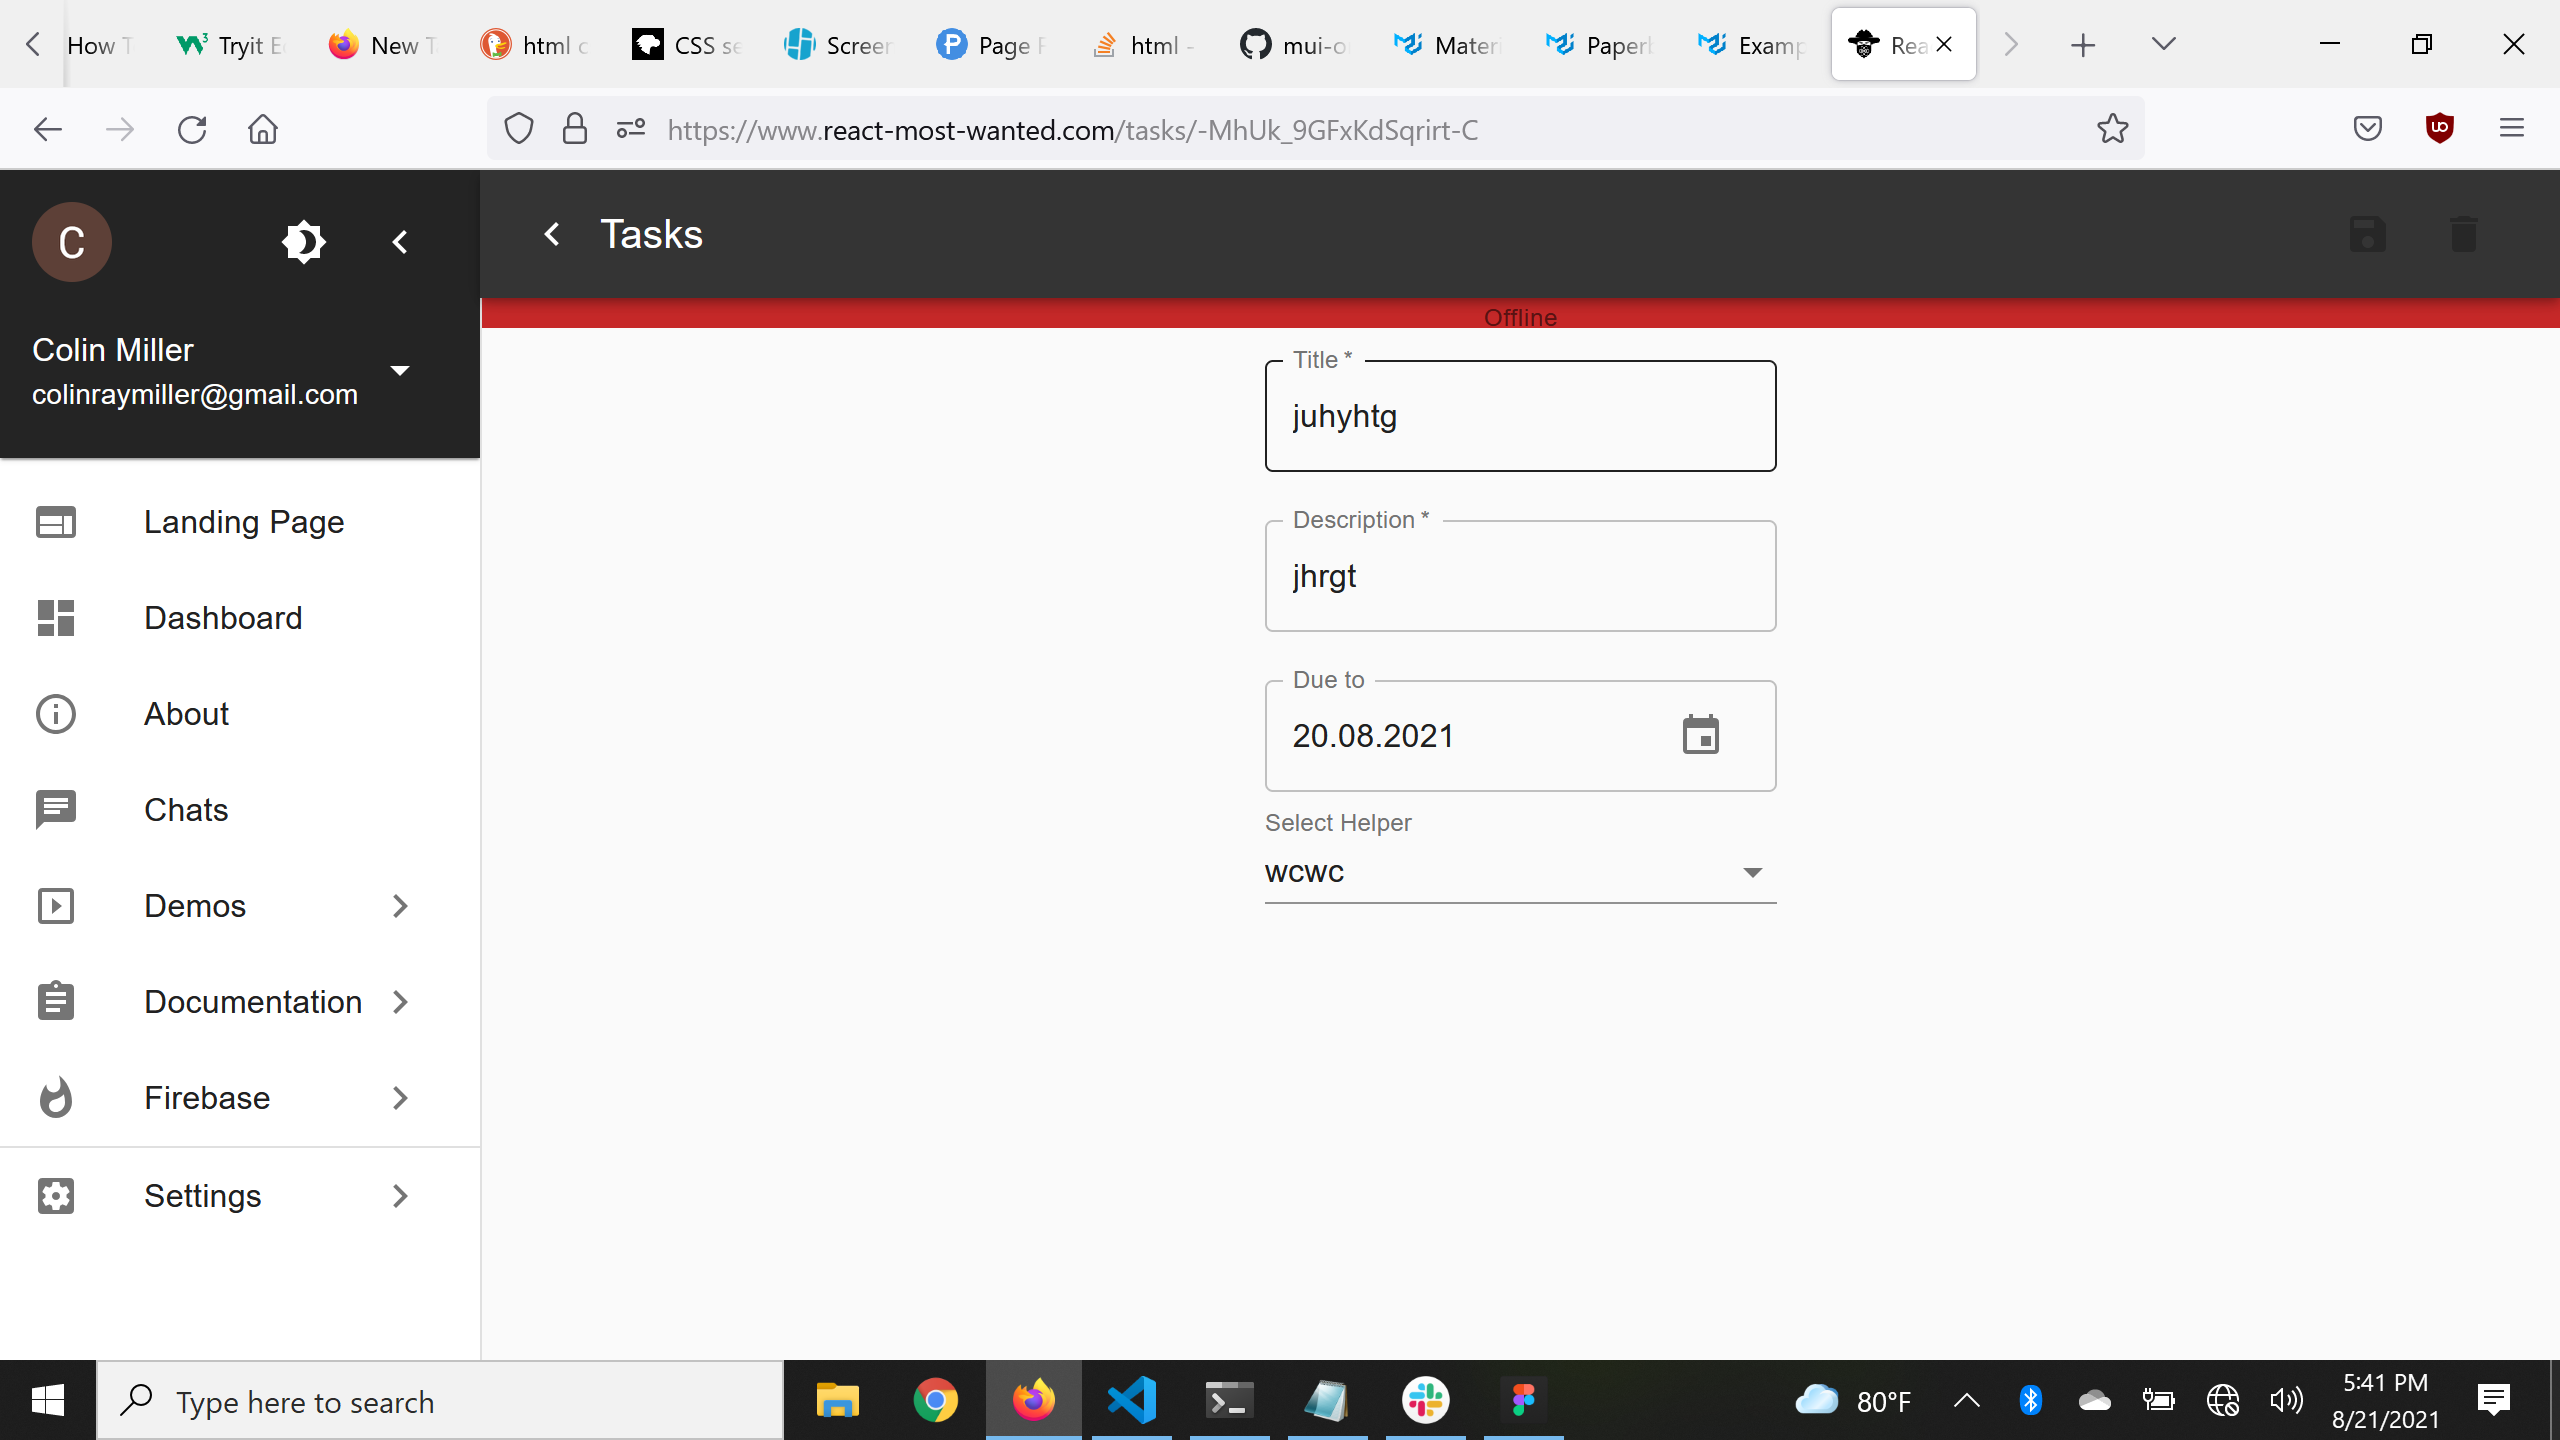 How T
Tryit Ed
New T
html c
CSS se
Screen
Page F
html -
mui-o
Materi
Paperb
Examp
Rea
https://www.react-most-wanted.com/tasks/-MhUk_9GFxKdSqrirt-C
C
Tasks
Colin Miller
colinraymiller@gmail.com
Offline
Title *
juhyhtg
Landing Page
Description *
jhrgt
Dashboard
Due to
20.08.2021
About
Chats
Select Helper
wcwc
Demos
Documentation
Firebase
Settings
Type here to search
80°F
5:41 PM
8/21/2021